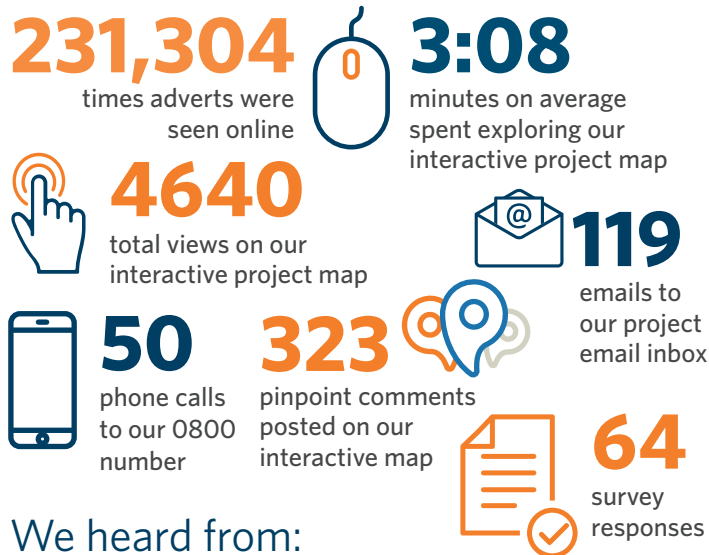 231,304
times adverts were
seen online
3:08
minutes on average
spent exploring our
interactive project map
4640
total views on our
interactive project map
@
119
emails to
our project
email inbox
50
phone calls
to our 0800
number
323
pinpoint comments
posted on our
interactive map
64
survey
responses
We heard from: